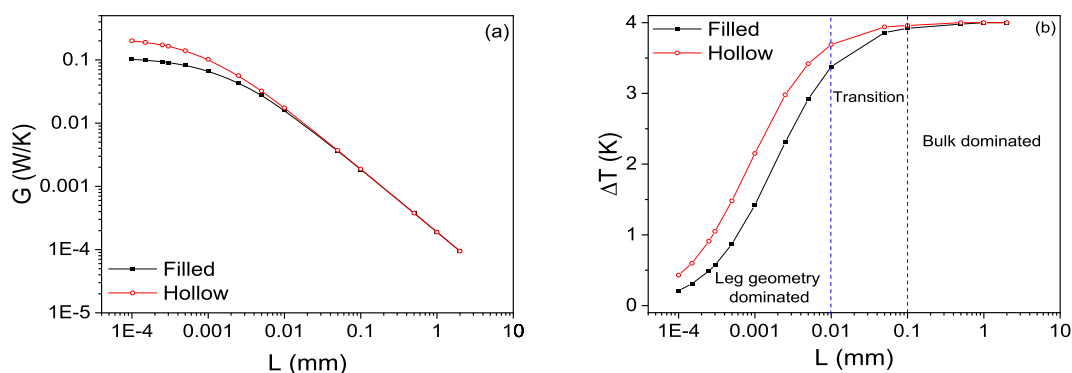 (a)
G (W/K)
0.1
0.01
0.001
1E-4
1E-5
Filled
Hollow
1E-4 0.001 0.01 0.1 1 10
L (mm)
(b)
ΔT (K)
4
3
2
1
0
Filled
Hollow
Transition
Bulk dominated
Leg geometry
dominated
1E-4 0.001 0.01 0.1 1 10
L (mm)